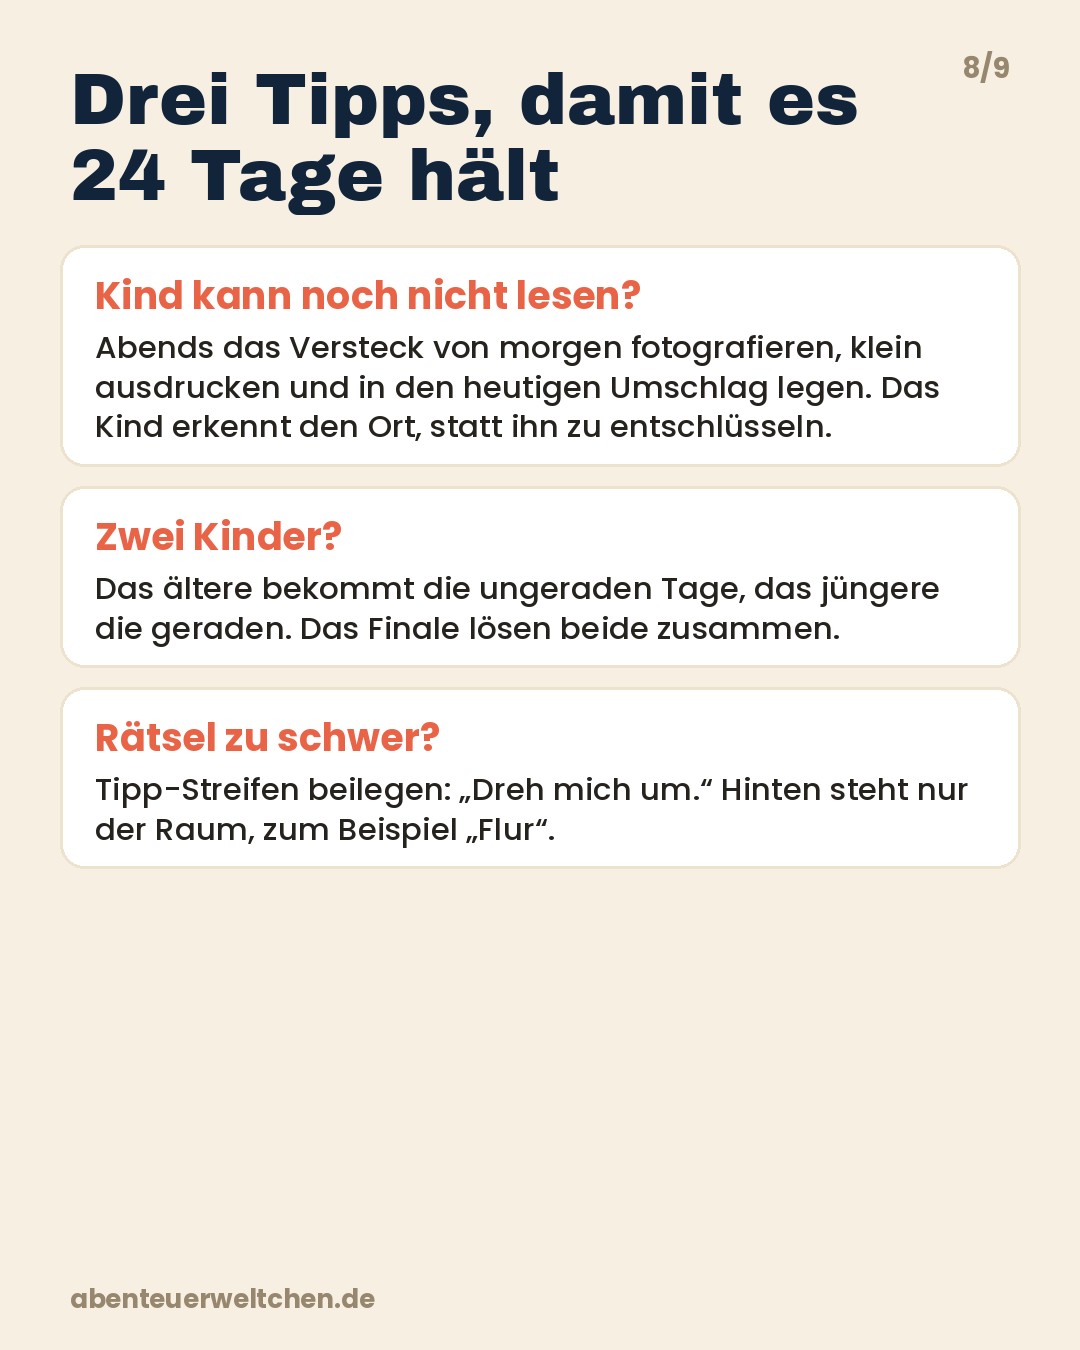 8/9
Drei Tipps, damit es
24 Tage hält
Kind kann noch nicht lesen?
Abends das Versteck von morgen fotografieren, klein
ausdrucken und in den heutigen Umschlag legen. Das
Kind erkennt den Ort, statt ihn zu entschlüsseln.
Zwei Kinder?
Das ältere bekommt die ungeraden Tage, das jüngere
die geraden. Das Finale lösen beide zusammen.
Rätsel zu schwer?
Tipp-Streifen beilegen: „Dreh mich um.“ Hinten steht nur
der Raum, zum Beispiel „Flur“.
abenteuerweltchen.de